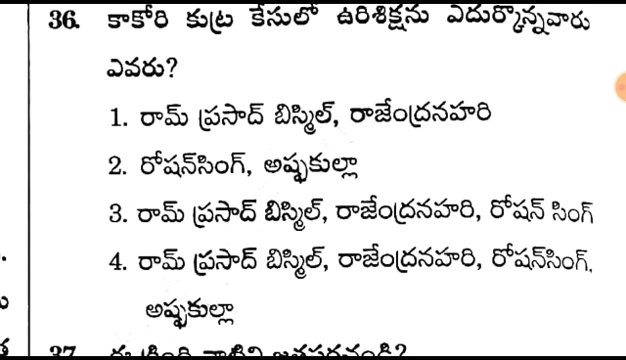 36. కాకోరి కుట్ర కేసులో ఉరిశిక్షను ఎదుర్కొన్నవారు
ఎవరు?
1. రామ్ ప్రసాద్ బిస్మిల్, రాజేంద్రనహరి
2. రోషన్‌సింగ్, అష్ఫకుల్లా
3. రామ్ ప్రసాద్ బిస్మిల్, రాజేంద్రనహరి, రోషన్ సింగ్
4. రామ్ ప్రసాద్ బిస్మిల్, రాజేంద్రనహరి, రోషన్‌సింగ్,
అష్ఫకుల్లా
37.